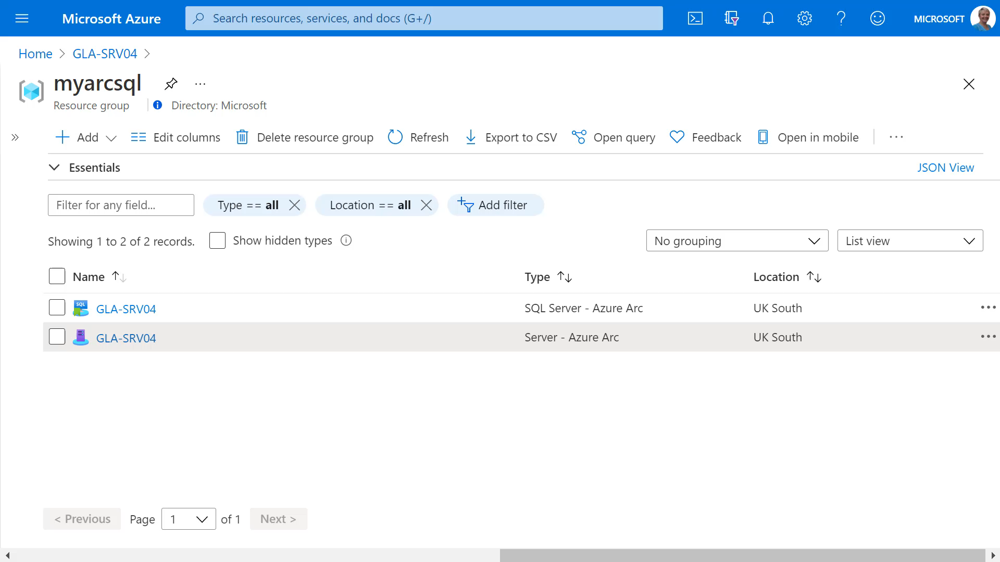 Microsoft Azure
Search resources, services, and docs (G+/)
MICROSOFT
Home > GLA-SRV04 >
myarcsql
Resource group
Directory: Microsoft
Add
Edit columns
Delete resource group
Refresh
Export to CSV
Open query
Feedback
Open in mobile
Essentials
JSON View
Filter for any field...
Type == all
Location == all
Add filter
Showing 1 to 2 of 2 records.
Show hidden types
No grouping
List view
Name
Type
Location
SQL
GLA-SRV04
SQL Server - Azure Arc
UK South
GLA-SRV04
Server - Azure Arc
UK South
< Previous
Page
1
of 1
Next >